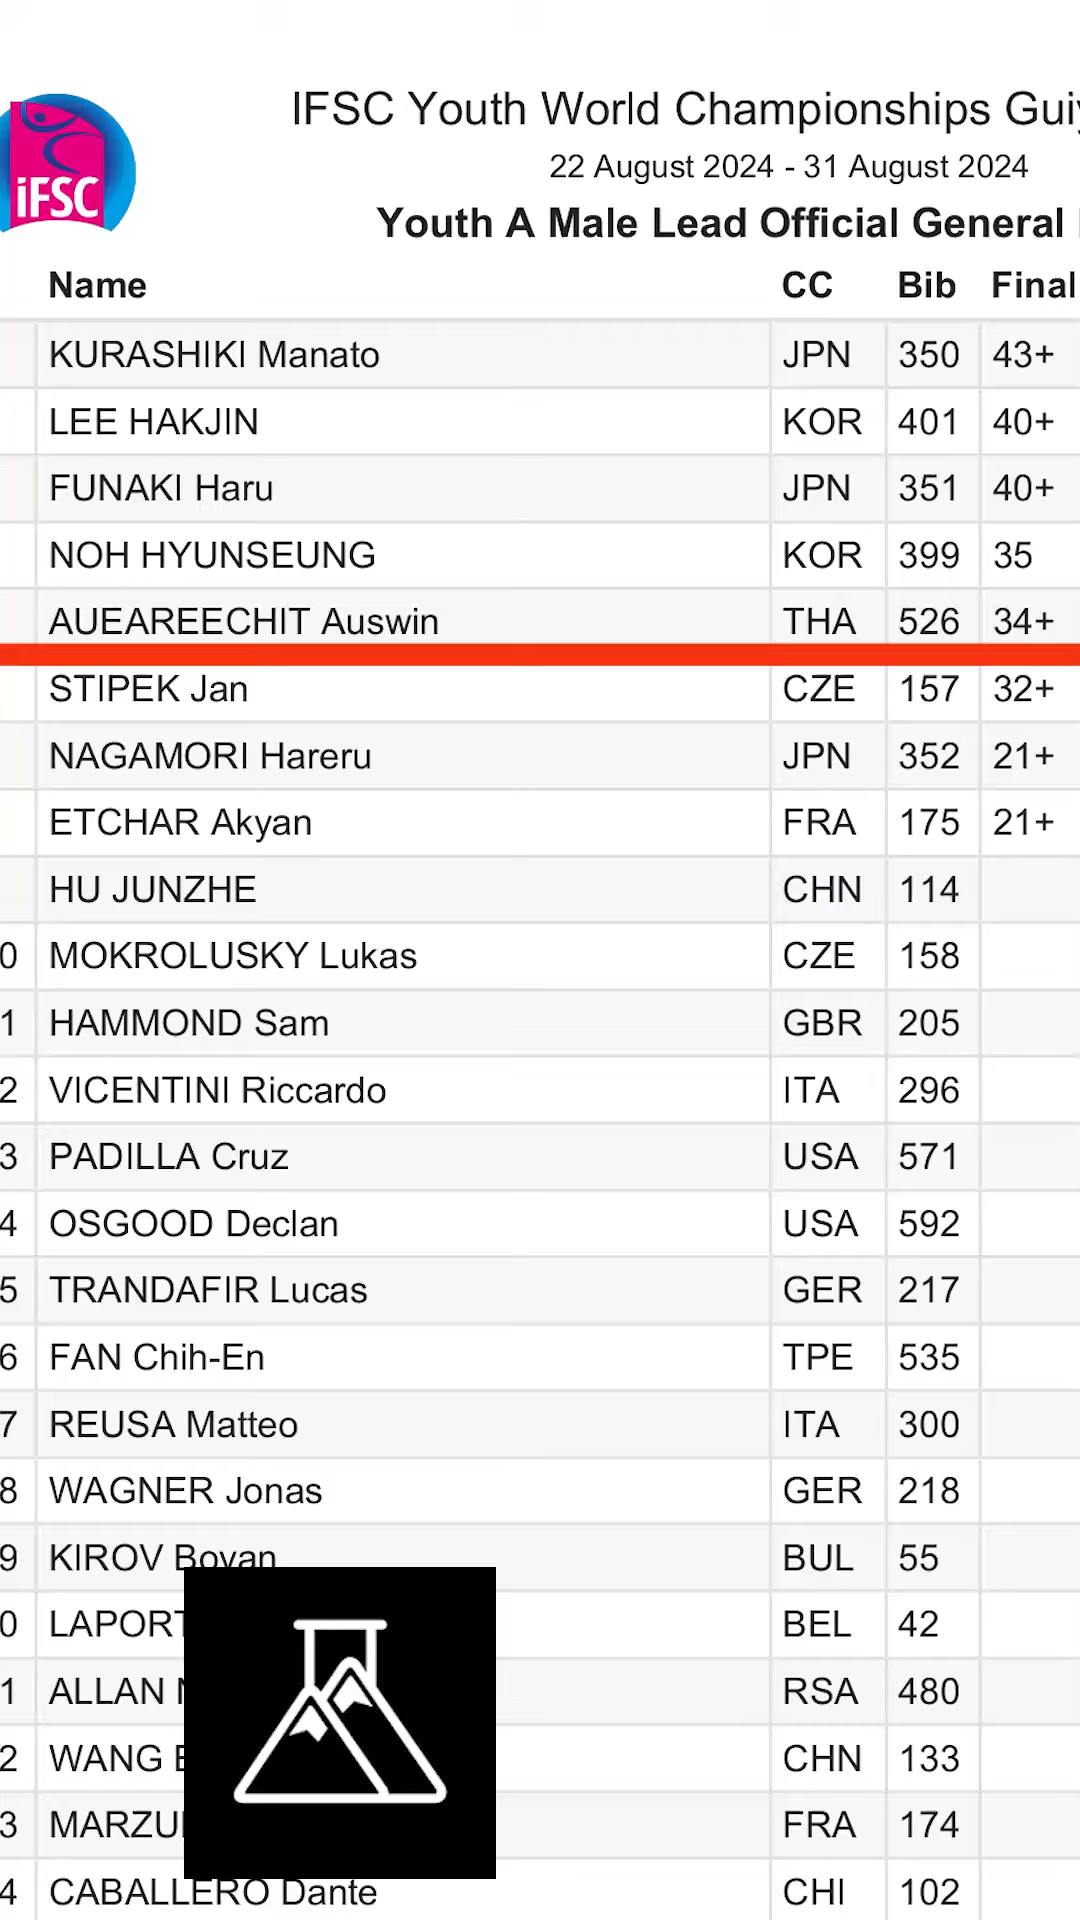 IFSC Youth World Championships
22 August 2024 - 31 August 2024
iFSC
Youth A Male Lead Official General
Name CC Bib Final
KURASHIKI Manato JPN 350 43+
LEE HAKJIN KOR 401 40+
FUNAKI Haru JPN 351 40+
NOH HYUNSEUNG KOR 399 35
AUEAREECHIT Auswin THA 526 34+
STIPEK Jan CZE 157 32+
NAGAMORI Hareru JPN 352 21+
ETCHAR Akyan FRA 175 21+
HU JUNZHE CHN 114
0 MOKROLUSKY Lukas CZE 158
1 HAMMOND Sam GBR 205
2 VICENTINI Riccardo ITA 296
3 PADILLA Cruz USA 571
4 OSGOOD Declan USA 592
5 TRANDAFIR Lucas GER 217
6 FAN Chih-En TPE 535
7 REUSA Matteo ITA 300
8 WAGNER Jonas GER 218
9 KIROV Boyan BUL 55
0 LAPORT BEL 42
1 ALLAN RSA 480
2 WANG CHN 133
3 MARZU FRA 174
4 CABALLERO Dante CHI 102